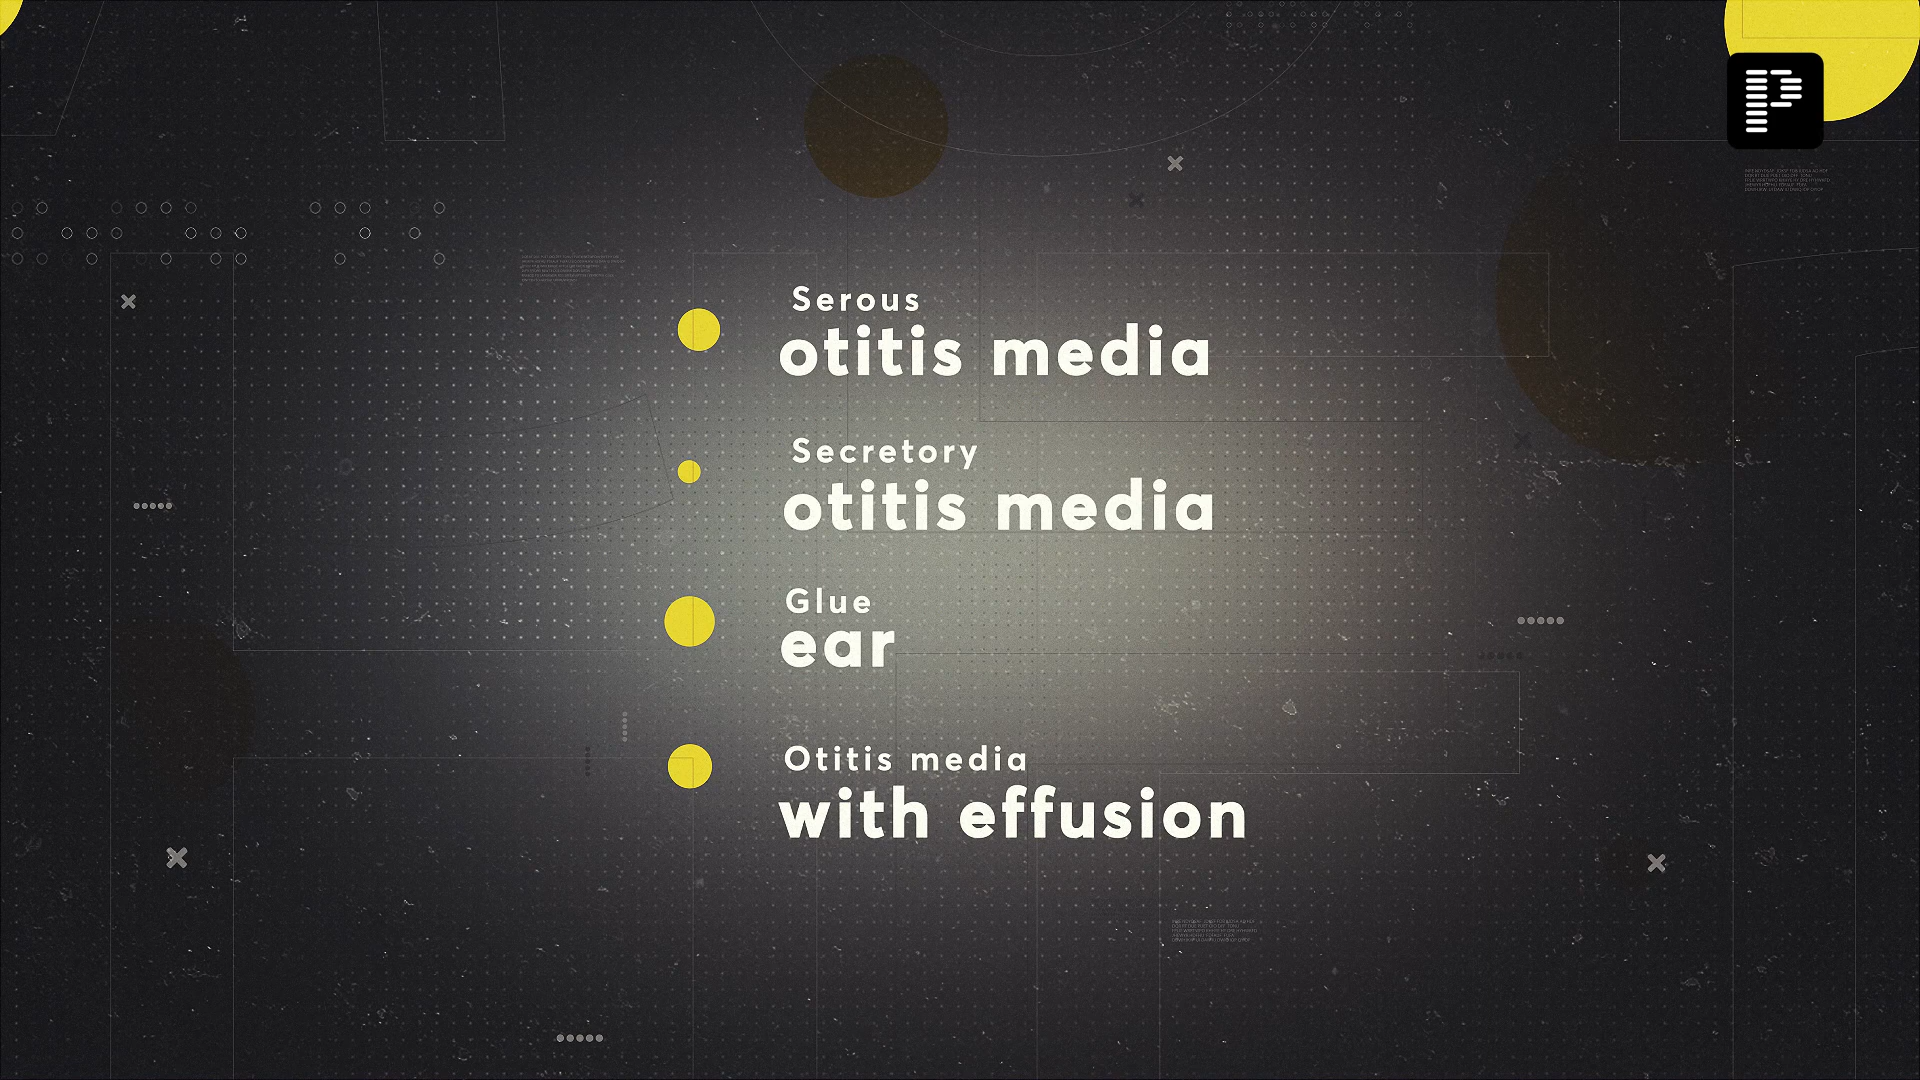 Serous
otitis media
Secretory
otitis media
Glue
ear
Otitis media
with effusion